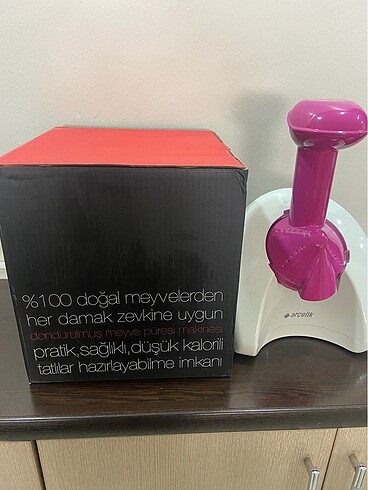 %100 doğal meyvelerden
her damak zevkine uygun
dondurulmuş meyve püresi makinesi
pratik,sağlıklı,düşük kalorili
tatlılar hazırlayabilme imkanı
arçelik